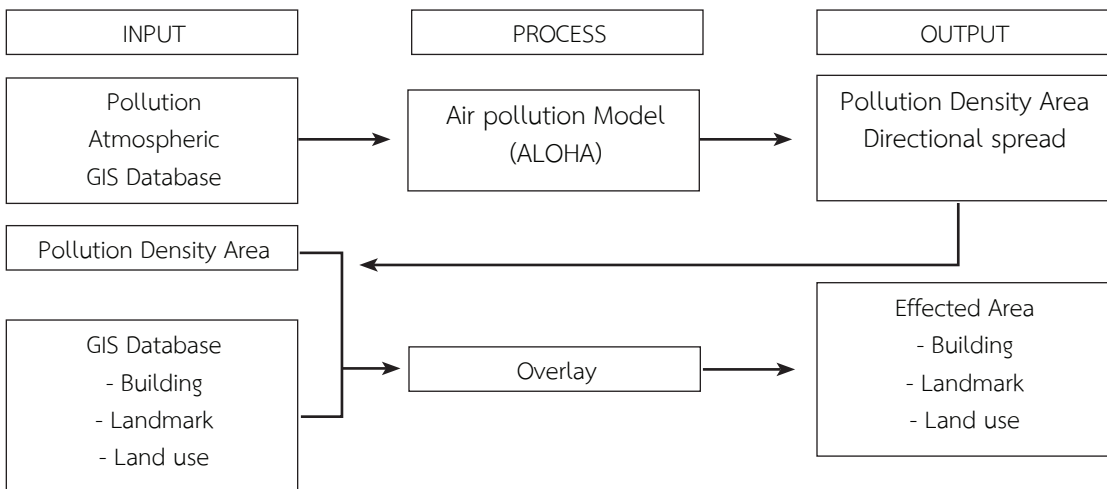 INPUT
PROCESS
OUTPUT
Pollution
Atmospheric
GIS Database
Air pollution Model
(ALOHA)
Pollution Density Area
Directional spread
Pollution Density Area
GIS Database
- Building
- Landmark
- Land use
Overlay
Effected Area
- Building
- Landmark
- Land use